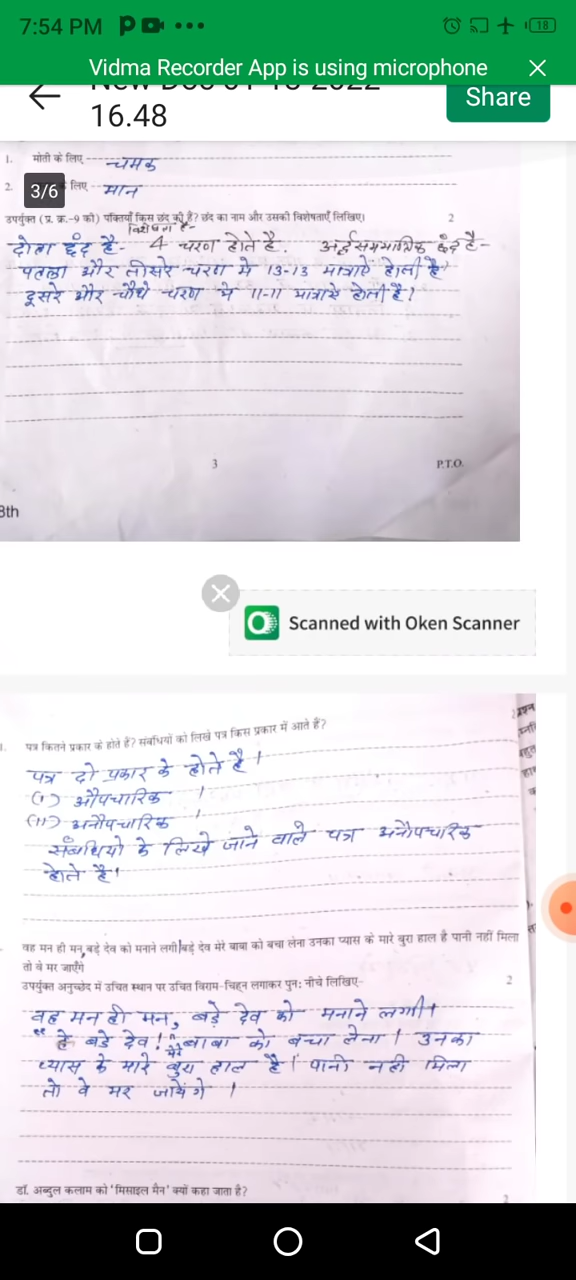 7:54 PM
18
Vidma Recorder App is using microphone
16.48
Share
1. मोती के लिए चमक
2. लिए मान
3/6
उपर्युक्त (प्र. क्र.-9 की) पंक्तियाँ किस छंद की हैं? छंद का नाम और उसकी विशेषताएँ लिखिए। 2
दोहा छंद है- 4 चरण होते है. अर्द्धसममात्रिक छंद है-
पहला और तीसरे चरण मे 13-13 मात्राऐं होती है
दूसरे और चौथे चरण मे 11-11 मात्राऐं होती है।
3
P.T.O.
8th
Scanned with Oken Scanner
पत्र कितने प्रकार के होते हैं? संबंधियों को लिखे पत्र किस प्रकार में आते हैं?
पत्र दो प्रकार के होते है।
(i) औपचारिक ।
(ii) अनौपचारिक ।
संबंधियो के लिखे जाने वाले पत्र अनौपचारिक
होते है।
वह मन ही मन, बड़े देव को मनाने लगी। बड़े देव मेरे बाबा को बचा लेना उनका प्यास के मारे बुरा हाल है पानी नहीं मिला
तो वे मर जाएँगे
उपर्युक्त अनुच्छेद में उचित स्थान पर उचित विराम-चिह्न लगाकर पुनः नीचे लिखिए- 2
वह मन ही मन, बड़े देव को मनाने लगी।
"हे बड़े देव! मेरे बाबा को बचा लेना। उनका
प्यास के मारे बुरा हाल है। पानी नही मिला
तो वे मर जायेंगे ।
डॉ. अब्दुल कलाम को 'मिसाइल मैन' क्यों कहा जाता है?